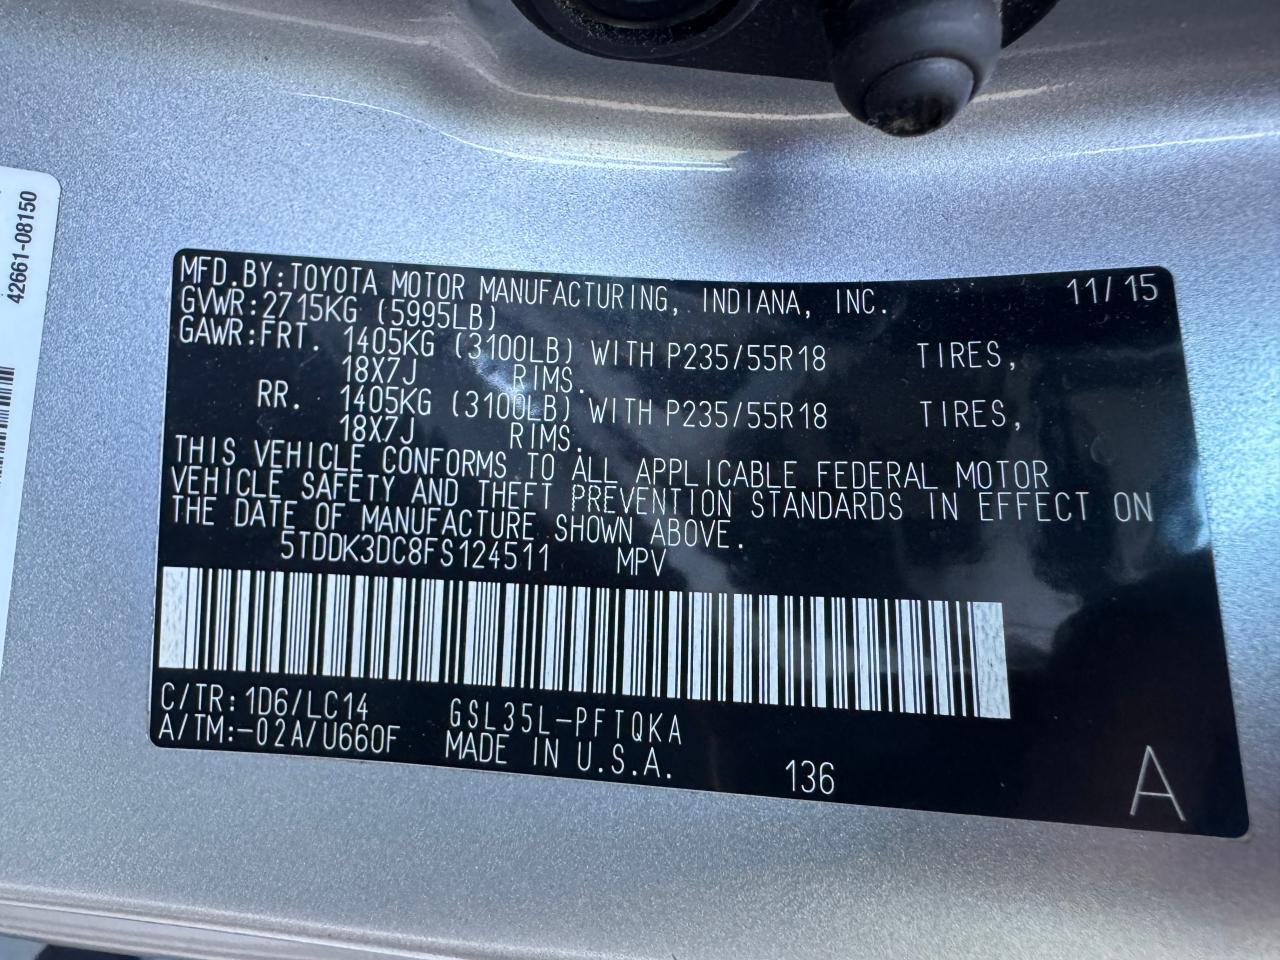 42661-08150
MFD.BY:TOYOTA MOTOR MANUFACTURING, INDIANA, INC. 11/15
GVWR:2715KG (5995LB)
GAWR:FRT. 1405KG (3100LB) WITH P235/55R18 TIRES,
18X7J RIMS.
RR. 1405KG (3100LB) WITH P235/55R18 TIRES,
18X7J RIMS.
THIS VEHICLE CONFORMS TO ALL APPLICABLE FEDERAL MOTOR
VEHICLE SAFETY AND THEFT PREVENTION STANDARDS IN EFFECT ON
THE DATE OF MANUFACTURE SHOWN ABOVE.
5TDDK3DC8FS124511 MPV
C/TR:1D6/LC14 GSL35L-PFTQKA
A/TM:-02A/U660F MADE IN U.S.A.
136
A